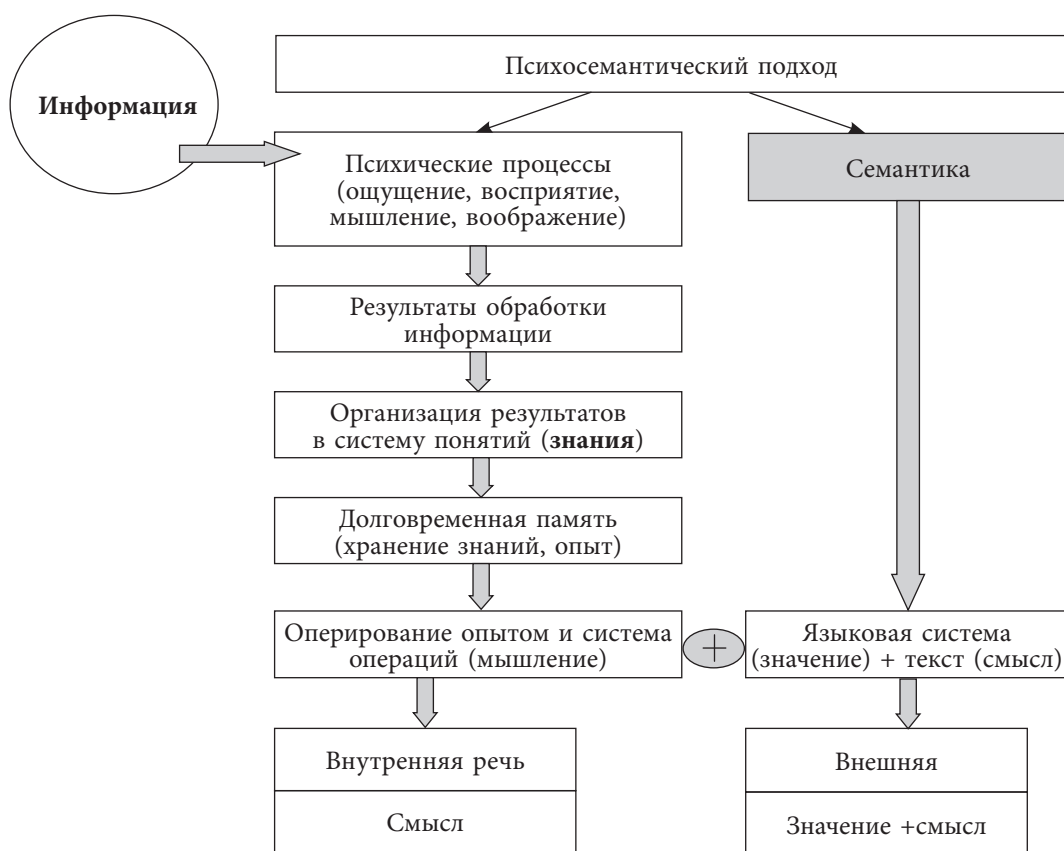 Психосемантический подход
Информация
Психические процессы
(ощущение, восприятие,
мышление, воображение)
Семантика
Результаты обработки
информации
Организация результатов
в систему понятий (знания)
Долговременная память
(хранение знаний, опыт)
Оперирование опытом и система
операций (мышление)
+
Языковая система
(значение) + текст (смысл)
Внутренняя речь
Смысл
Внешняя
Значение +смысл